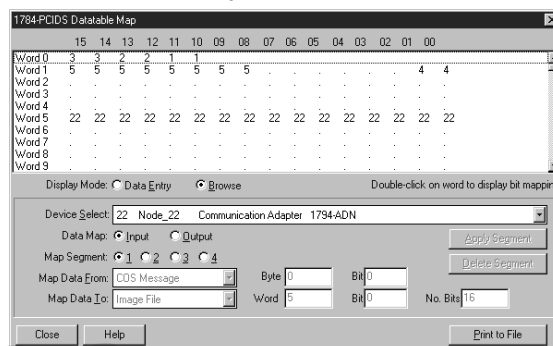 1784-PCIDS Datatable Map
15 14 13 12 11 10 09 08 07 06 05 04 03 02 01 00
Word 0 3 3 2 2 1 1 . . . . . . . . . .
Word 1 5 5 5 5 5 5 5 5 . . . . . . 4 4
Word 2 . . . . . . . . . . . . . . . .
Word 3 . . . . . . . . . . . . . . . .
Word 4 . . . . . . . . . . . . . . . .
Word 5 22 22 22 22 22 22 22 22 22 22 22 22 22 22 22 22
Word 6 . . . . . . . . . . . . . . . .
Word 7 . . . . . . . . . . . . . . . .
Word 8 . . . . . . . . . . . . . . . .
Word 9 . . . . . . . . . . . . . . . .
Display Mode: Data Entry Browse Double-click on word to display bit mappin
Device Select: 22 Node_22 Communication Adapter 1794-ADN
Data Map: Input Output Apply Segment
Map Segment: 1 2 3 4 Delete Segment
Map Data From: COS Message Byte 0 Bit 0
Map Data To: Image File Word 5 Bit 0 No. Bits 16
Close Help Print to File